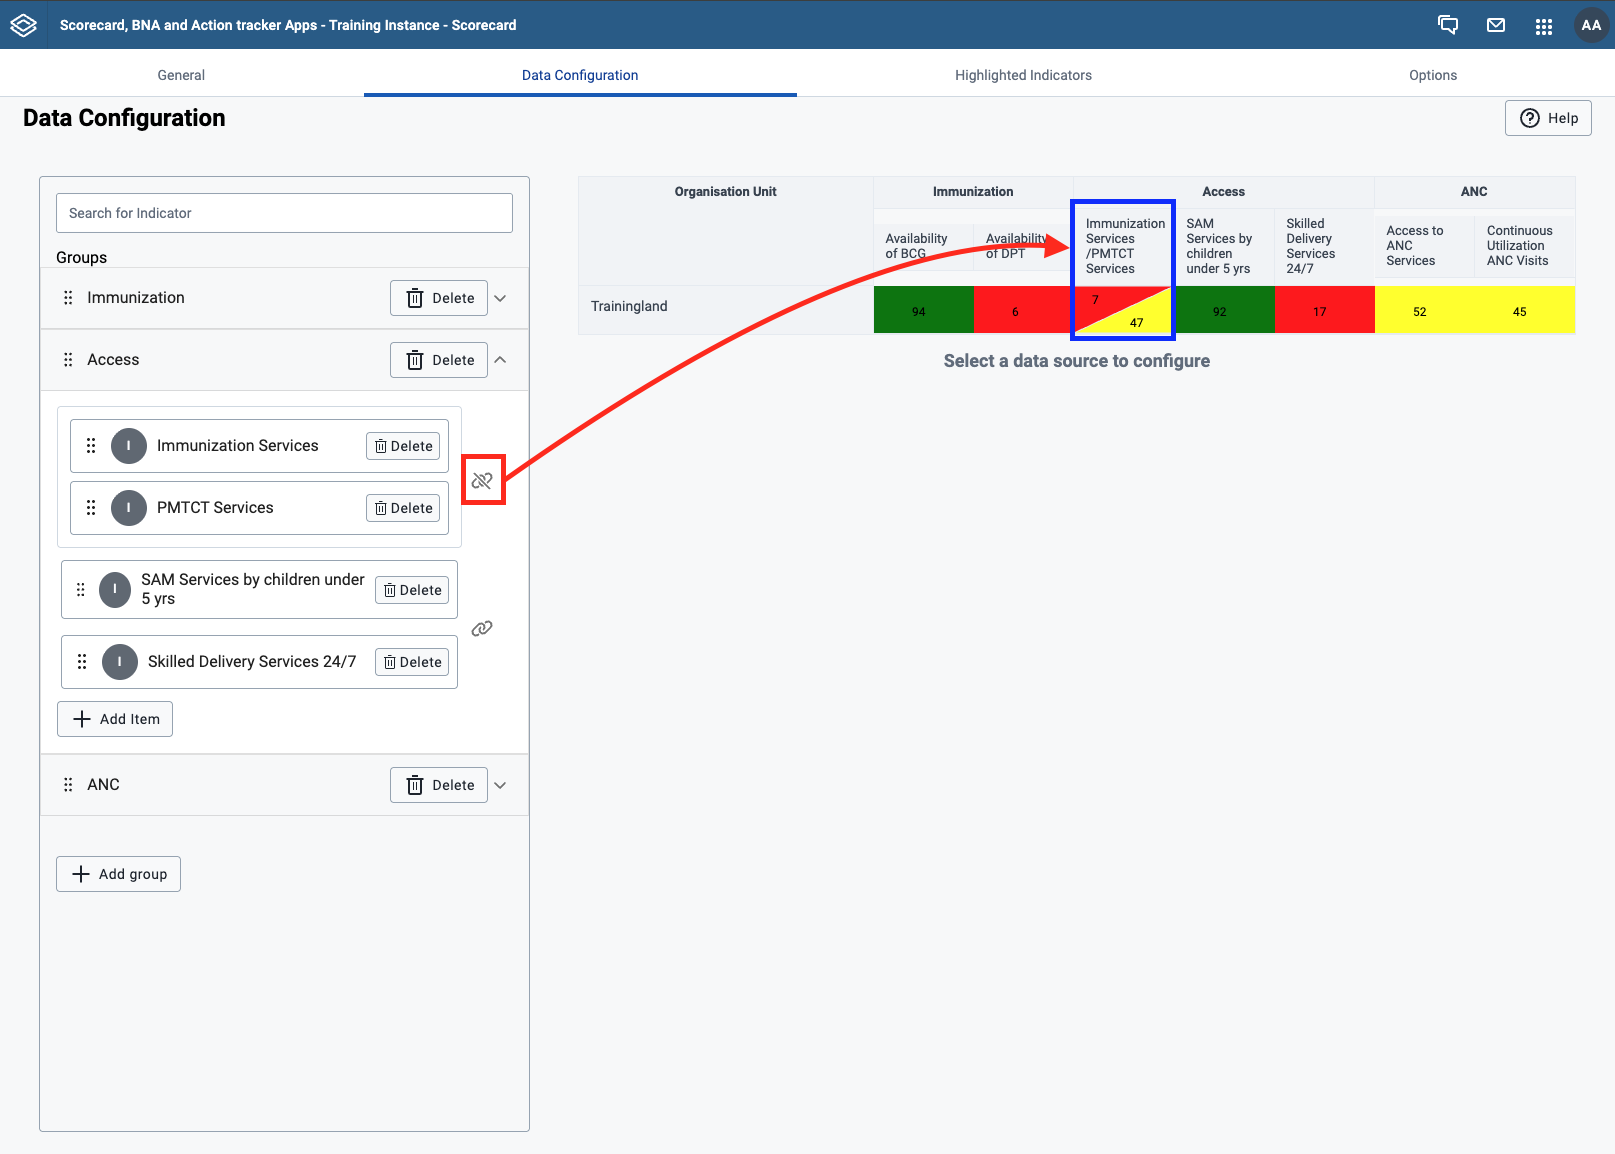 Scorecard, BNA and Action tracker Apps - Training Instance - Scorecard
AA
General
Data Configuration
Highlighted Indicators
Options
Data Configuration
Help
Search for Indicator
Groups
Immunization
Delete
Access
Delete
I
Immunization Services
Delete
I
PMTCT Services
Delete
I
SAM Services by children under
5 yrs
Delete
I
Skilled Delivery Services 24/7
Delete
Add Item
ANC
Delete
Add group
Organisation Unit
Immunization
Access
ANC
Availability
of BCG
Availability
of DPT
Immunization
Services
/PMTCT
Services
SAM
Services by
children
under 5 yrs
Skilled
Delivery
Services
24/7
Access to
ANC
Services
Continuous
Utilization
ANC Visits
Trainingland
94
6
7
47
92
17
52
45
Select a data source to configure